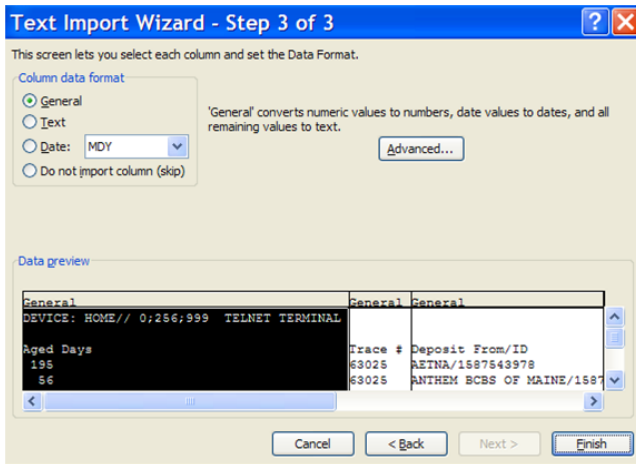 Text Import Wizard - Step 3 of 3
This screen lets you select each column and set the Data Format.
Column data format
General
Text
Date: MDY
Do not import column (skip)
'General' converts numeric values to numbers, date values to dates, and all
remaining values to text.
Advanced...
Data preview
General General General
DEVICE: HOME// 0;256;999 TELNET TERMINAL
Aged Days Trace # Deposit From/ID
195 63025 AETNA/1587543978
56 63025 ANTHEM BCBS OF MAINE/1587
Cancel < Back Next > Finish